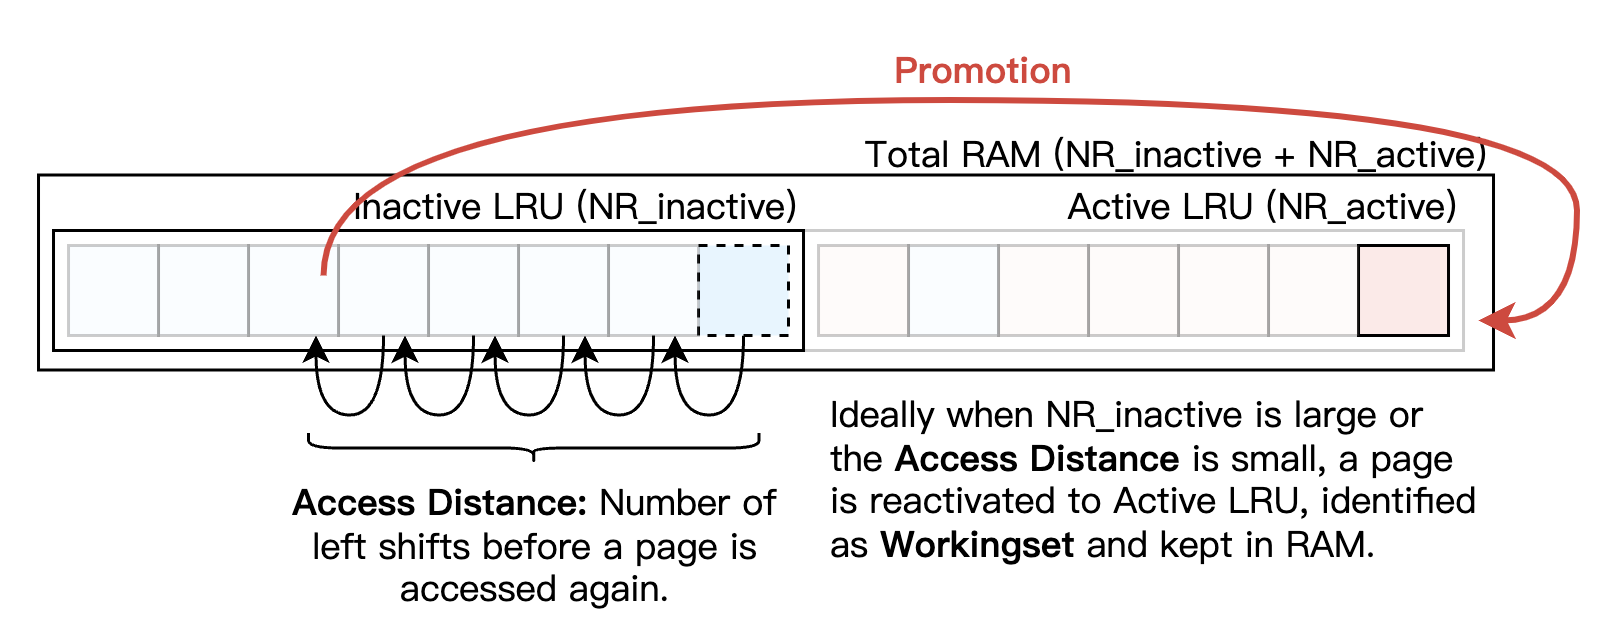 Promotion
Total RAM (NR_inactive + NR_active)
Inactive LRU (NR_inactive)
Active LRU (NR_active)
Access Distance: Number of
left shifts before a page is
accessed again.
Ideally when NR_inactive is large or
the Access Distance is small, a page
is reactivated to Active LRU, identified
as Workingset and kept in RAM.